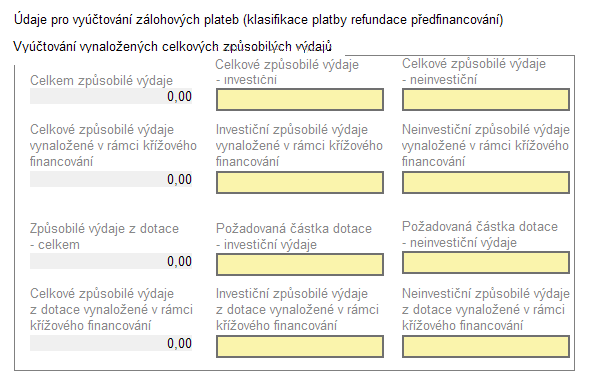 Údaje pro vyúčtování zálohových plateb (klasifikace platby refundace předfinancování)
Vyúčtování vynaložených celkových způsobilých výdajů
Celkem způsobilé výdaje
0,00
Celkové způsobilé výdaje
- investiční
Celkové způsobilé výdaje
- neinvestiční
Celkové způsobilé výdaje
vynaložené v rámci křížového
financování
0,00
Investiční způsobilé výdaje
vynaložené v rámci křížového
financování
Neinvestiční způsobilé výdaje
vynaložené v rámci křížového
financování
Způsobilé výdaje z dotace
- celkem
0,00
Požadovaná částka dotace
- investiční výdaje
Požadovaná částka dotace
- neinvestiční výdaje
Celkové způsobilé výdaje
z dotace vynaložené v rámci
křížového financování
0,00
Investiční způsobilé výdaje
z dotace vynaložené v rámci
křížového financování
Neinvestiční způsobilé výdaje
z dotace vynaložené v rámci
křížového financování